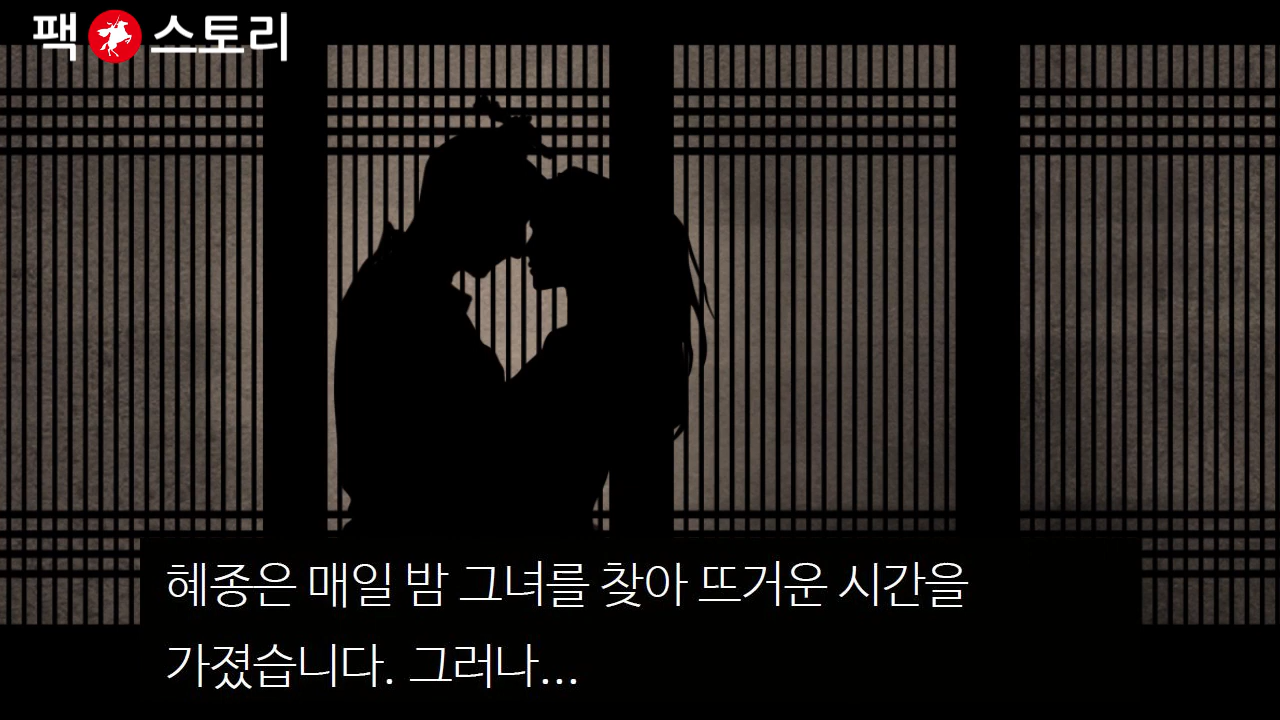 팩 스토리
혜종은 매일 밤 그녀를 찾아 뜨거운 시간을
가졌습니다. 그러나...